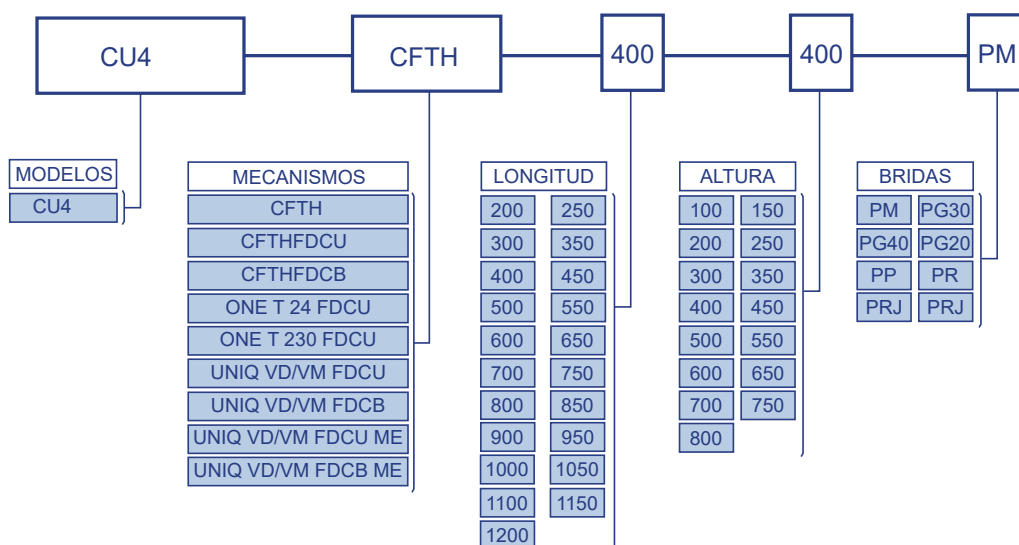 CU4 CFTH 400 400 PM
MODELOS
CU4
MECANISMOS
CFTH
CFTHFDCU
CFTHFDCB
ONE T 24 FDCU
ONE T 230 FDCU
UNIQ VD/VM FDCU
UNIQ VD/VM FDCB
UNIQ VD/VM FDCU ME
UNIQ VD/VM FDCB ME
LONGITUD
200 250
300 350
400 450
500 550
600 650
700 750
800 850
900 950
1000 1050
1100 1150
1200
ALTURA
100 150
200 250
300 350
400 450
500 550
600 650
700 750
800
BRIDAS
PM PG30
PG40 PG20
PP PR
PRJ PRJ